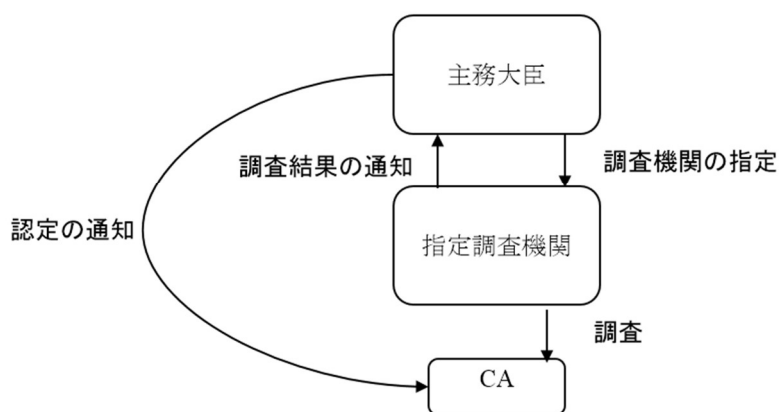 主務大臣
調査結果の通知
調査機関の指定
認定の通知
指定調査機関
調査
CA